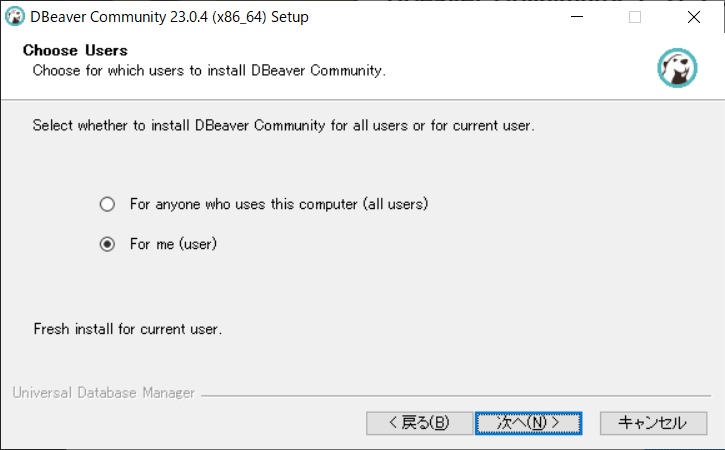 DBeaver Community 23.0.4 (x86_64) Setup
Choose Users
Choose for which users to install DBeaver Community.
Select whether to install DBeaver Community for all users or for current user.
For anyone who uses this computer (all users)
For me (user)
Fresh install for current user.
Universal Database Manager
< 戻る(B) 次へ(N) > キャンセル